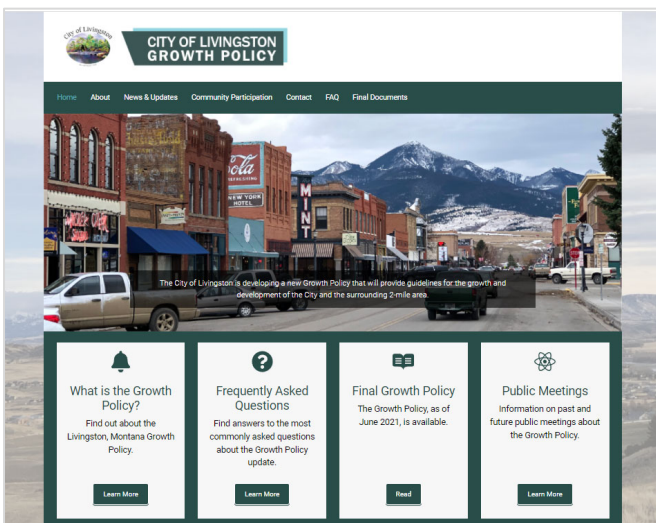 City of Livingston
CITY OF LIVINGSTON
GROWTH POLICY
Home About News & Updates Community Participation Contact FAQ Final Documents
Cola
NEW YORK
HOTEL
MINT
The City of Livingston is developing a new Growth Policy that will provide guidelines for the growth and
development of the City and the surrounding 2-mile area.
What is the Growth
Policy?
Find out about the
Livingston, Montana Growth
Policy.
Learn More
Frequently Asked
Questions
Find answers to the most
commonly asked questions
about the Growth Policy
update.
Learn More
Final Growth Policy
The Growth Policy, as of
June 2021, is available.
Read
Public Meetings
Information on past and
future public meetings about
the Growth Policy.
Learn More